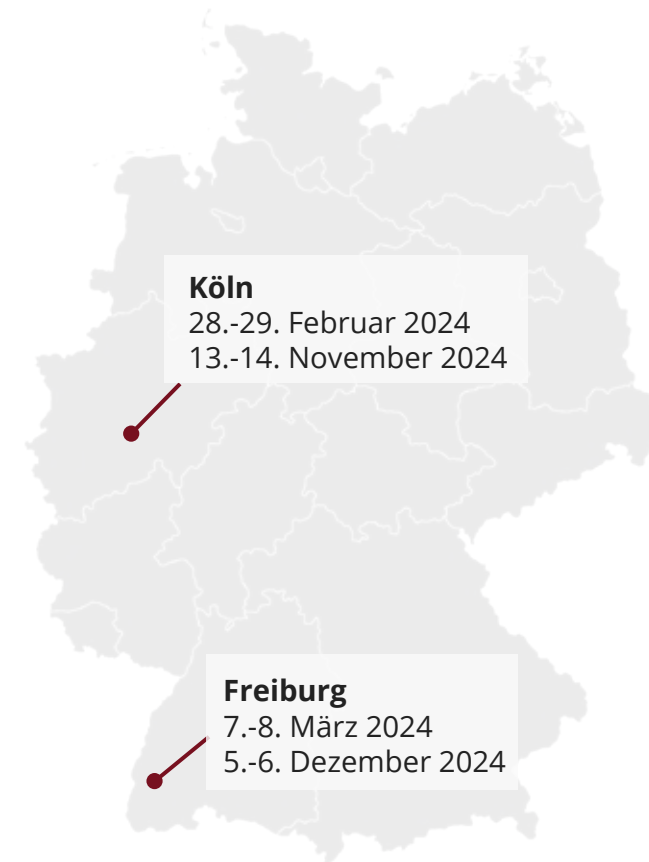 Köln
28.-29. Februar 2024
13.-14. November 2024
Freiburg
7.-8. März 2024
5.-6. Dezember 2024